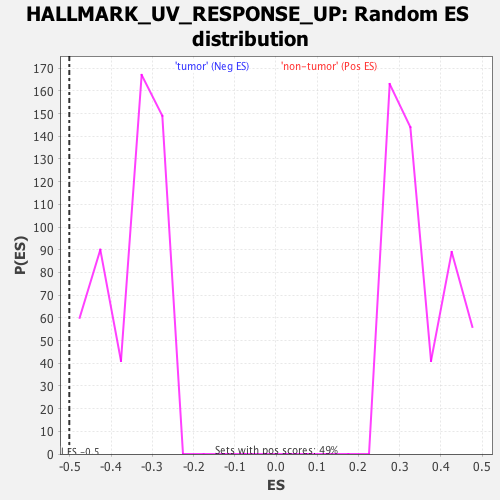 HALLMARK_UV_RESPONSE_UP: Random ES
distribution
'tumor' (Neg ES) 'non-tumor' (Pos ES)
170
160
150
140
130
120
110
100
90
80
70
60
50
40
30
20
10
0
P(ES)
ES -0.5
Sets with pos scores: 49%
-0.5 -0.4 -0.3 -0.2 -0.1 0.0 0.1 0.2 0.3 0.4 0.5
ES